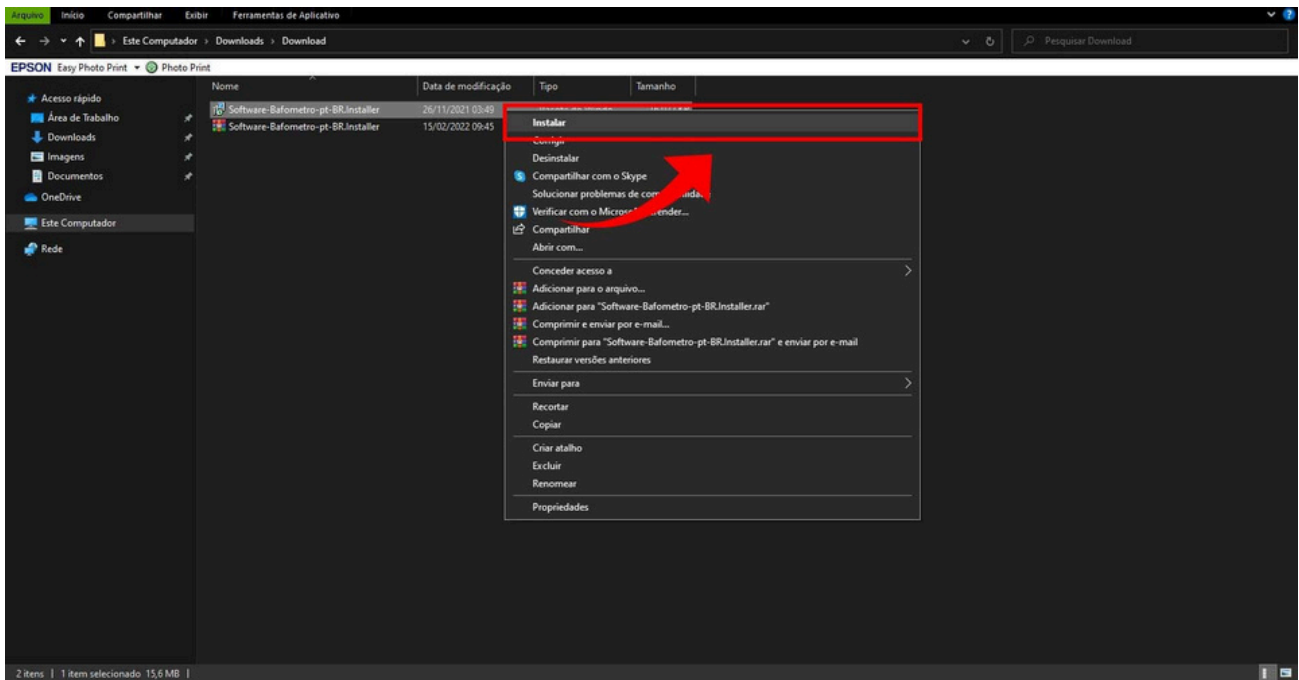 Arquivo Início Compartilhar Exibir Ferramentas de Aplicativo
Este Computador > Downloads > Download
Pesquisar Download
EPSON Easy Photo Print Photo Print
Nome Data de modificação Tipo Tamanho
Acesso rápido
Área de Trabalho
Downloads
Imagens
Documentos
OneDrive
Este Computador
Rede
Software-Bafometro-pt-BR.Installer 26/11/2021 03:49
Software-Bafometro-pt-BR.Installer 15/02/2022 09:45
Instalar
Corrigir
Desinstalar
Compartilhar com o Skype
Solucionar problemas de
Verificar com o
Compartilhar
Abrir com...
Conceder acesso a
Adicionar para o arquivo...
Adicionar para "Software-Bafometro-pt-BR.Installer.rar"
Comprimir e enviar por e-mail...
Comprimir para "Software-Bafometro-pt-BR.Installer.rar" e enviar por e-mail
Restaurar versões anteriores
Enviar para
Recortar
Copiar
Criar atalho
Excluir
Renomear
Propriedades
2 itens | 1 item selecionado 15,6 MB |